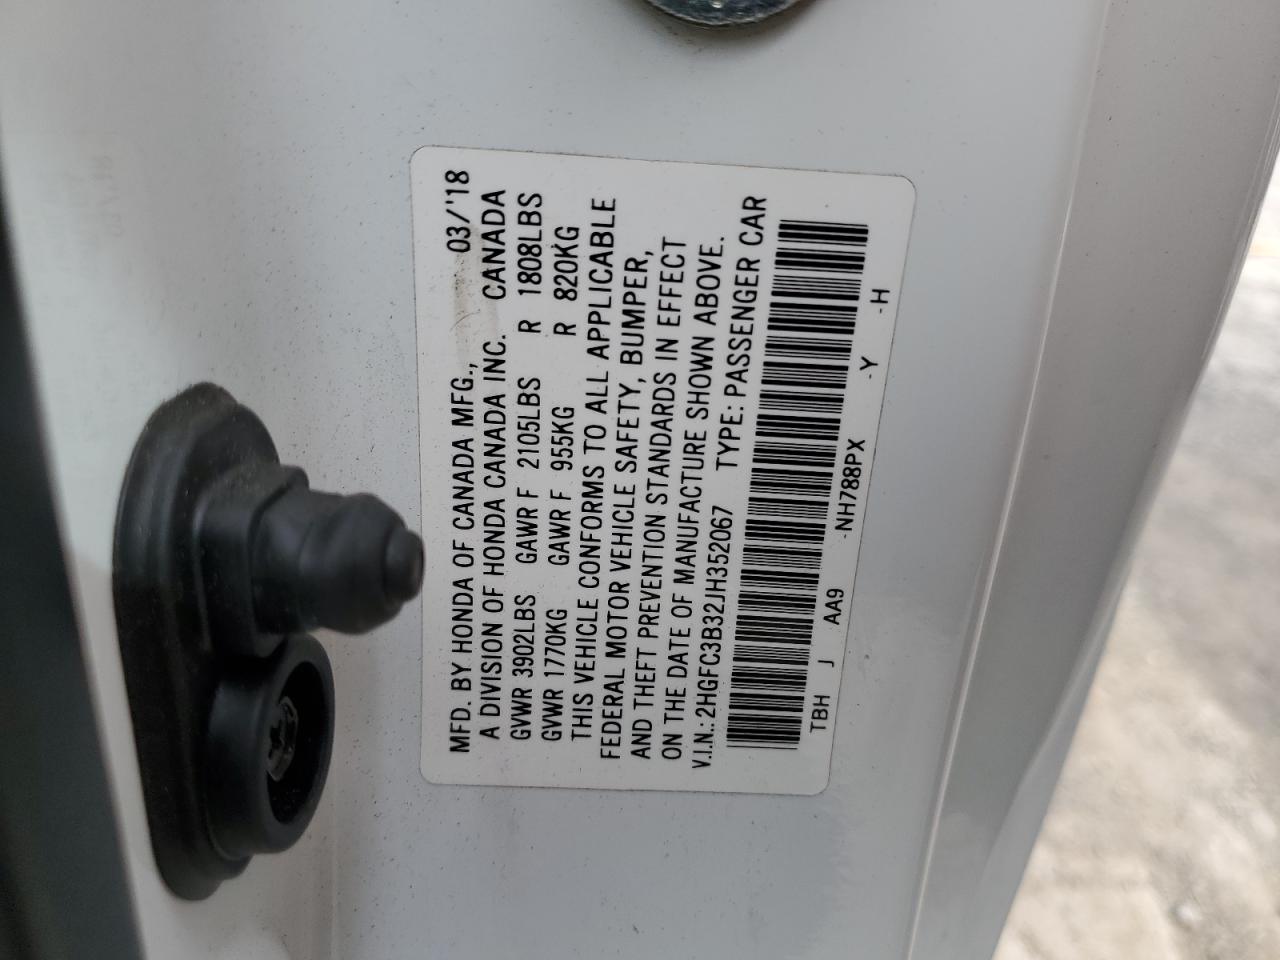 MFD. BY HONDA OF CANADA MFG., 03/'18
A DIVISION OF HONDA CANADA INC. CANADA
GVWR 3902LBS GAWR F 2105LBS R 1808LBS
GVWR 1770KG GAWR F 955KG R 820KG
THIS VEHICLE CONFORMS TO ALL APPLICABLE
FEDERAL MOTOR VEHICLE SAFETY, BUMPER,
AND THEFT PREVENTION STANDARDS IN EFFECT
ON THE DATE OF MANUFACTURE SHOWN ABOVE.
V.I.N.: 2HGFC3B32JH352067 TYPE: PASSENGER CAR
TBH J AA9 -NH788PX -Y -H